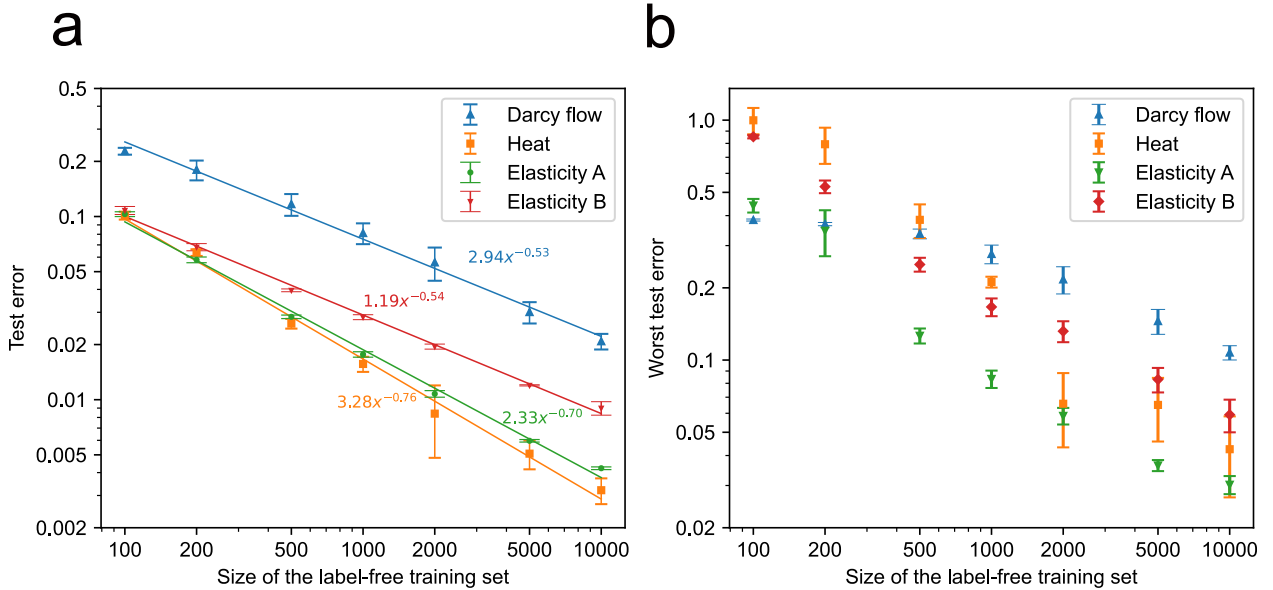 a
0.5
0.2
0.1
0.05
0.02
0.01
0.005
0.002
Test error
100
200
500
1000
2000
5000
10000
Size of the label-free training set
Darcy flow
Heat
Elasticity A
Elasticity B
2.94x^{-0.53}
1.19x^{-0.54}
3.28x^{-0.76}
2.33x^{-0.70}
b
1.0
0.5
0.2
0.1
0.05
0.02
Worst test error
100
200
500
1000
2000
5000
10000
Size of the label-free training set
Darcy flow
Heat
Elasticity A
Elasticity B